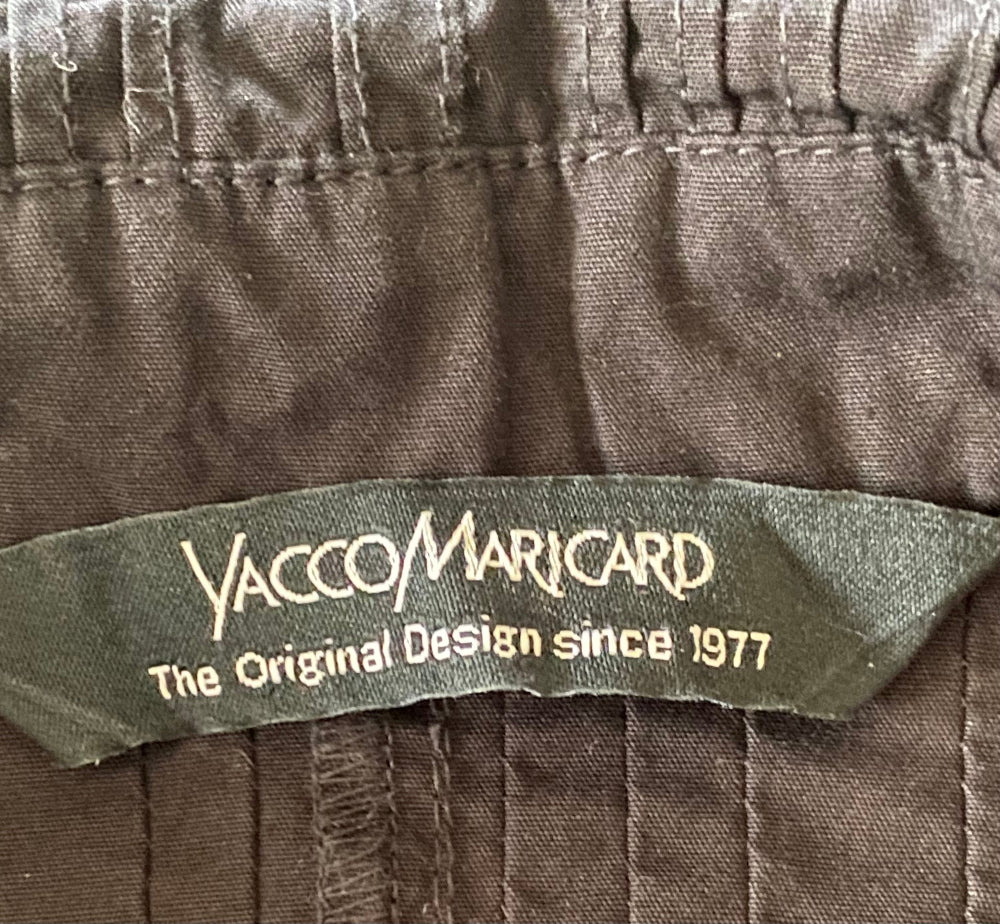 YACCOMARICARD
The Original Design since 1977